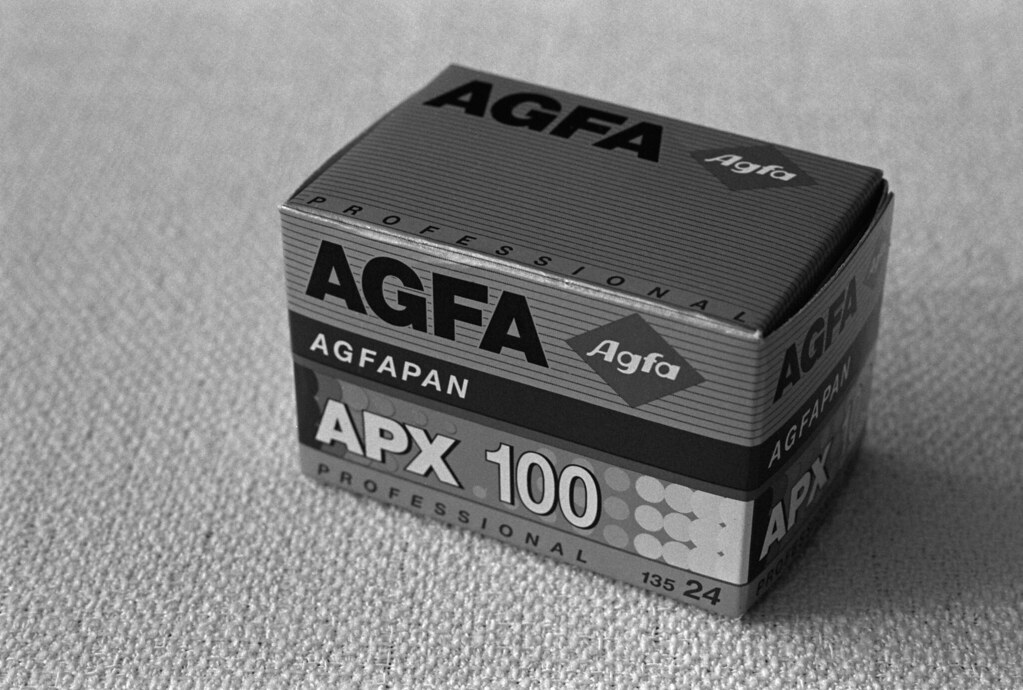 AGFA
Agfa
PROFESSIONAL
AGFA
Agfa
AGFAPAN
APX 100
PROFESSIONAL
135 24
AGFA
AGFAPAN
APX